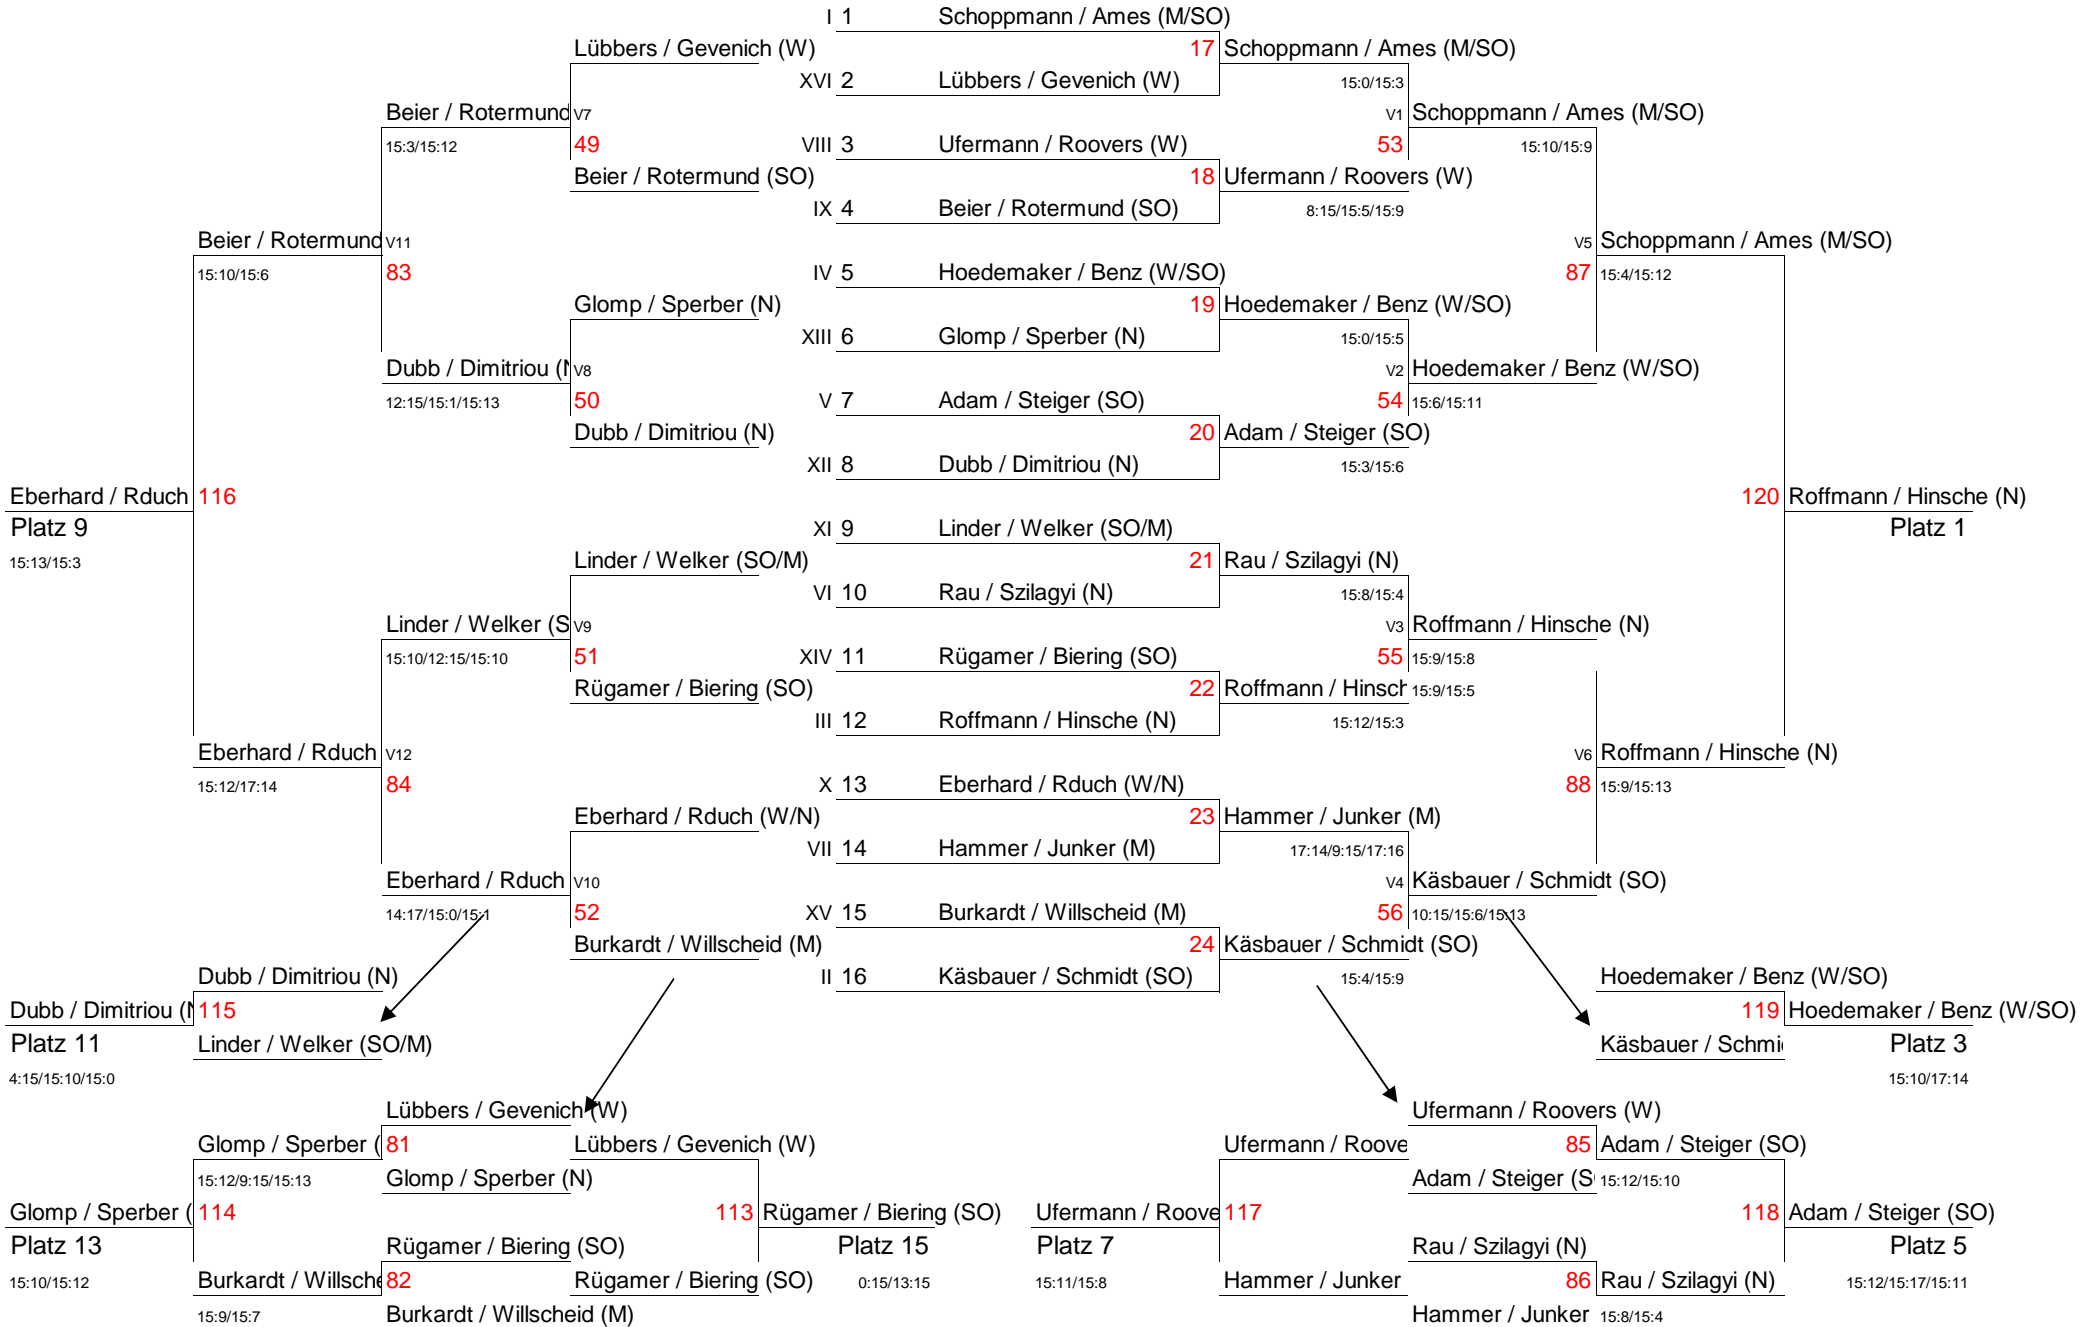 I 1 Schoppmann / Ames (M/SO)
Lübbers / Gevenich (W) 17 Schoppmann / Ames (M/SO)
XVI 2 Lübbers / Gevenich (W) 15:0/15:3
Beier / Rotermund V7 V1 Schoppmann / Ames (M/SO)
15:3/15:12 49 VIII 3 Ufermann / Roovers (W) 53 15:10/15:9
Beier / Rotermund (SO) 18 Ufermann / Roovers (W)
IX 4 Beier / Rotermund (SO) 8:15/15:5/15:9
Beier / Rotermund V11 V5 Schoppmann / Ames (M/SO)
15:10/15:6 83 IV 5 Hoedemaker / Benz (W/SO) 87 15:4/15:12
Glomp / Sperber (N) 19 Hoedemaker / Benz (W/SO)
XIII 6 Glomp / Sperber (N) 15:0/15:5
Dubb / Dimitriou (N V8 V2 Hoedemaker / Benz (W/SO)
12:15/15:1/15:13 50 V 7 Adam / Steiger (SO) 54 15:6/15:11
Dubb / Dimitriou (N) 20 Adam / Steiger (SO)
XII 8 Dubb / Dimitriou (N) 15:3/15:6
Eberhard / Rduch 116 120 Roffmann / Hinsche (N)
Platz 9 XI 9 Linder / Welker (SO/M) Platz 1
15:13/15:3 Linder / Welker (SO/M) 21 Rau / Szilagyi (N)
VI 10 Rau / Szilagyi (N) 15:8/15:4
Linder / Welker (S V9 V3 Roffmann / Hinsche (N)
15:10/12:15/15:10 51 XIV 11 Rügamer / Biering (SO) 55 15:9/15:8
Rügamer / Biering (SO) 22 Roffmann / Hinsch 15:9/15:5
III 12 Roffmann / Hinsche (N) 15:12/15:3
Eberhard / Rduch V12 V6 Roffmann / Hinsche (N)
15:12/17:14 84 X 13 Eberhard / Rduch (W/N) 88 15:9/15:13
Eberhard / Rduch (W/N) 23 Hammer / Junker (M)
VII 14 Hammer / Junker (M) 17:14/9:15/17:16
Eberhard / Rduch V10 V4 Käsbauer / Schmidt (SO)
14:17/15:0/15:1 52 XV 15 Burkardt / Willscheid (M) 56 10:15/15:6/15:13
Burkardt / Willscheid (M) 24 Käsbauer / Schmidt (SO)
Dubb / Dimitriou (N) II 16 Käsbauer / Schmidt (SO) 15:4/15:9 Hoedemaker / Benz (W/SO)
Dubb / Dimitriou (N 115 119 Hoedemaker / Benz (W/SO)
Platz 11 Linder / Welker (SO/M) Käsbauer / Schmi Platz 3
4:15/15:10/15:0 15:10/17:14
Lübbers / Gevenich (W) Ufermann / Roovers (W)
Glomp / Sperber ( 81 Lübbers / Gevenich (W) Ufermann / Roove 85 Adam / Steiger (SO)
15:12/9:15/15:13 Glomp / Sperber (N) Adam / Steiger (S 15:12/15:10
Glomp / Sperber ( 114 113 Rügamer / Biering (SO) Ufermann / Roove 117 118 Adam / Steiger (SO)
Platz 13 Rügamer / Biering (SO) Platz 15 Platz 7 Rau / Szilagyi (N) Platz 5
15:10/15:12 Burkardt / Willsche 82 Rügamer / Biering (SO) 0:15/13:15 15:11/15:8 Hammer / Junker 86 Rau / Szilagyi (N) 15:12/15:17/15:11
15:9/15:7 Burkardt / Willscheid (M) Hammer / Junker 15:8/15:4